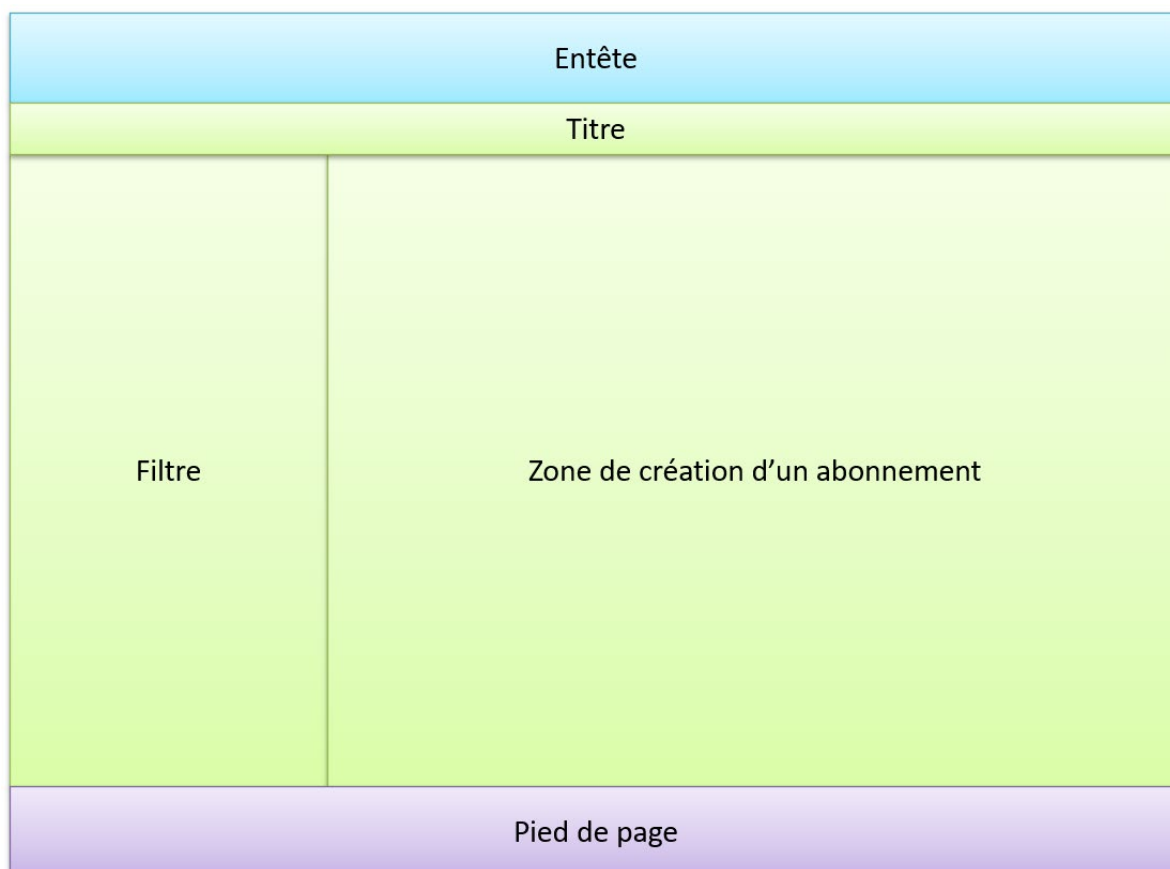 Entête
Titre
Filtre
Zone de création d’un abonnement
Pied de page